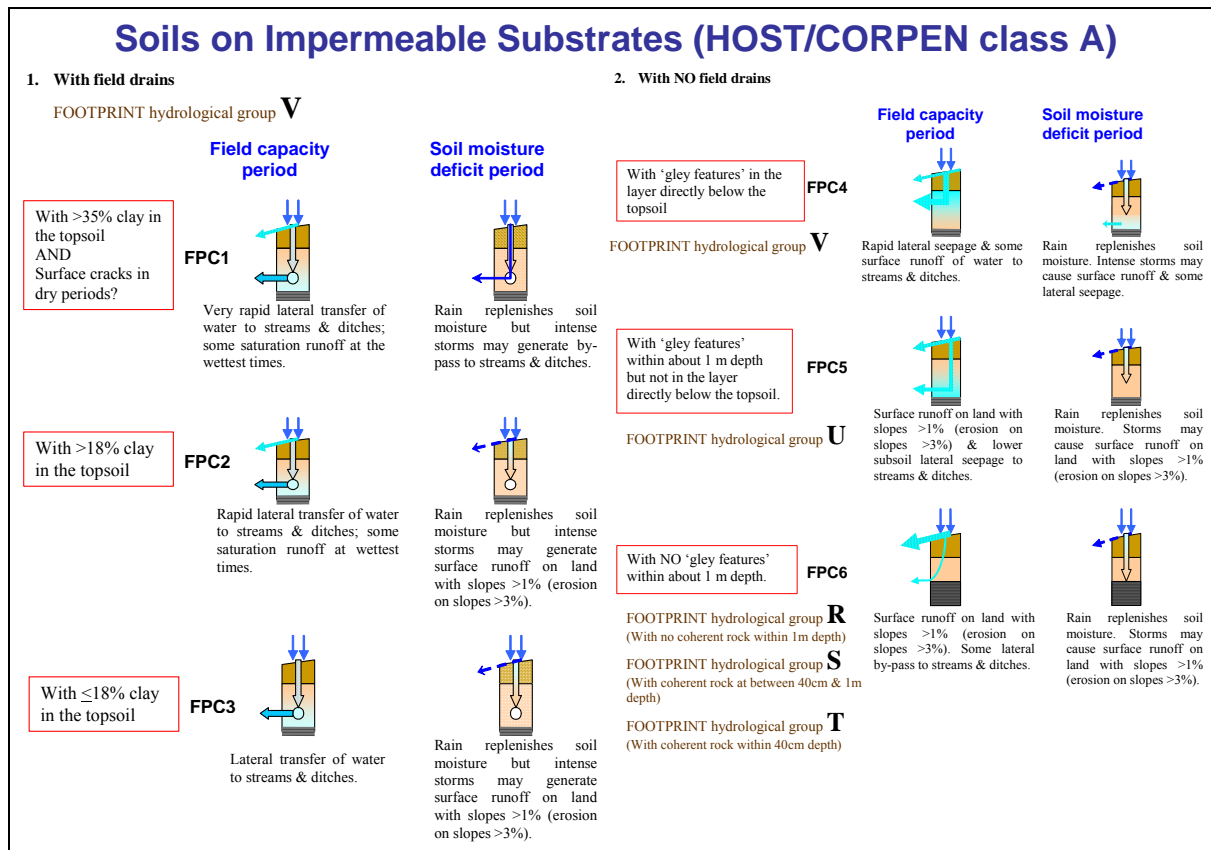 Soils on Impermeable Substrates (HOST/CORPEN class A)
1. With field drains
FOOTPRINT hydrological group V
Field capacity
period
Soil moisture
deficit period
With >35% clay in
the topsoil
AND
Surface cracks in
dry periods?
FPC1
Very rapid lateral transfer of
water to streams & ditches;
some saturation runoff at the
wettest times.
Rain replenishes soil
moisture but intense
storms may generate by-
pass to streams & ditches.
With >18% clay
in the topsoil
FPC2
Rapid lateral transfer of water
to streams & ditches; some
saturation runoff at wettest
times.
Rain replenishes soil
moisture but intense
storms may generate
surface runoff on land
with slopes >1% (erosion
on slopes >3%).
With ≤18% clay
in the topsoil
FPC3
Lateral transfer of water
to streams & ditches.
Rain replenishes soil
moisture but intense
storms may generate
surface runoff on land
with slopes >1% (erosion
on slopes >3%).
2. With NO field drains
Field capacity
period
Soil moisture
deficit period
With ‘gley features’ in the
layer directly below the
topsoil
FPC4
FOOTPRINT hydrological group V
Rapid lateral seepage & some
surface runoff of water to
streams & ditches.
Rain replenishes soil
moisture. Intense storms may
cause surface runoff & some
lateral seepage.
With ‘gley features’
within about 1 m depth
but not in the layer
directly below the topsoil.
FPC5
FOOTPRINT hydrological group U
Surface runoff on land with
slopes >1% (erosion on
slopes >3%) & lower
subsoil lateral seepage to
streams & ditches.
Rain replenishes soil
moisture. Storms may
cause surface runoff on
land with slopes >1%
(erosion on slopes >3%).
With NO ‘gley features’
within about 1 m depth.
FPC6
FOOTPRINT hydrological group R
(With no coherent rock within 1m depth)
FOOTPRINT hydrological group S
(With coherent rock at between 40cm & 1m
depth)
FOOTPRINT hydrological group T
(With coherent rock within 40cm depth)
Surface runoff on land with
slopes >1% (erosion on
slopes >3%). Some lateral
by-pass to streams & ditches.
Rain replenishes soil
moisture. Storms may
cause surface runoff on
land with slopes >1%
(erosion on slopes >3%).